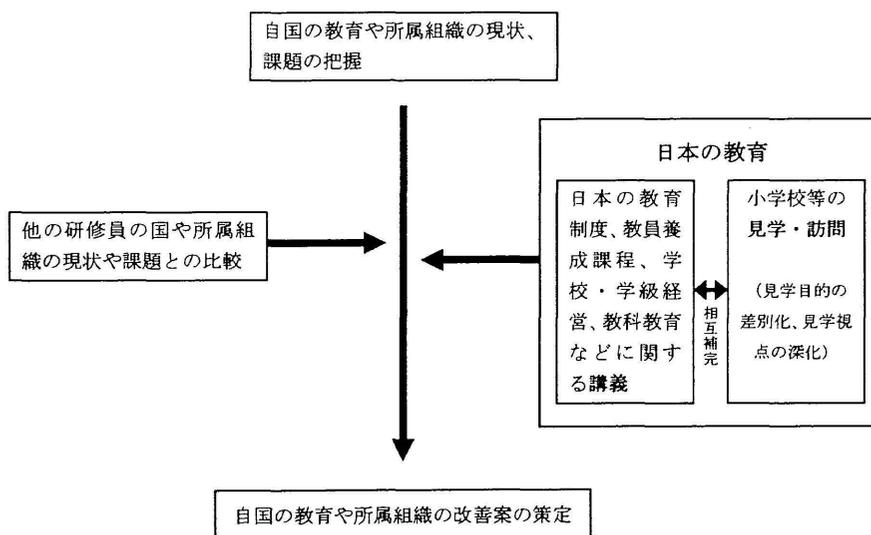 自国の教育や所属組織の現状、
課題の把握
他の研修員の国や所属組
織の現状や課題との比較
日本の教育
日本の教育
制度、教員養
成課程、学
校・学級経
営、教科教育
などに関す
る講義
相互補完
小学校等の
見学・訪問
（見学目的の
差別化、見学視
点の深化）
自国の教育や所属組織の改善案の策定